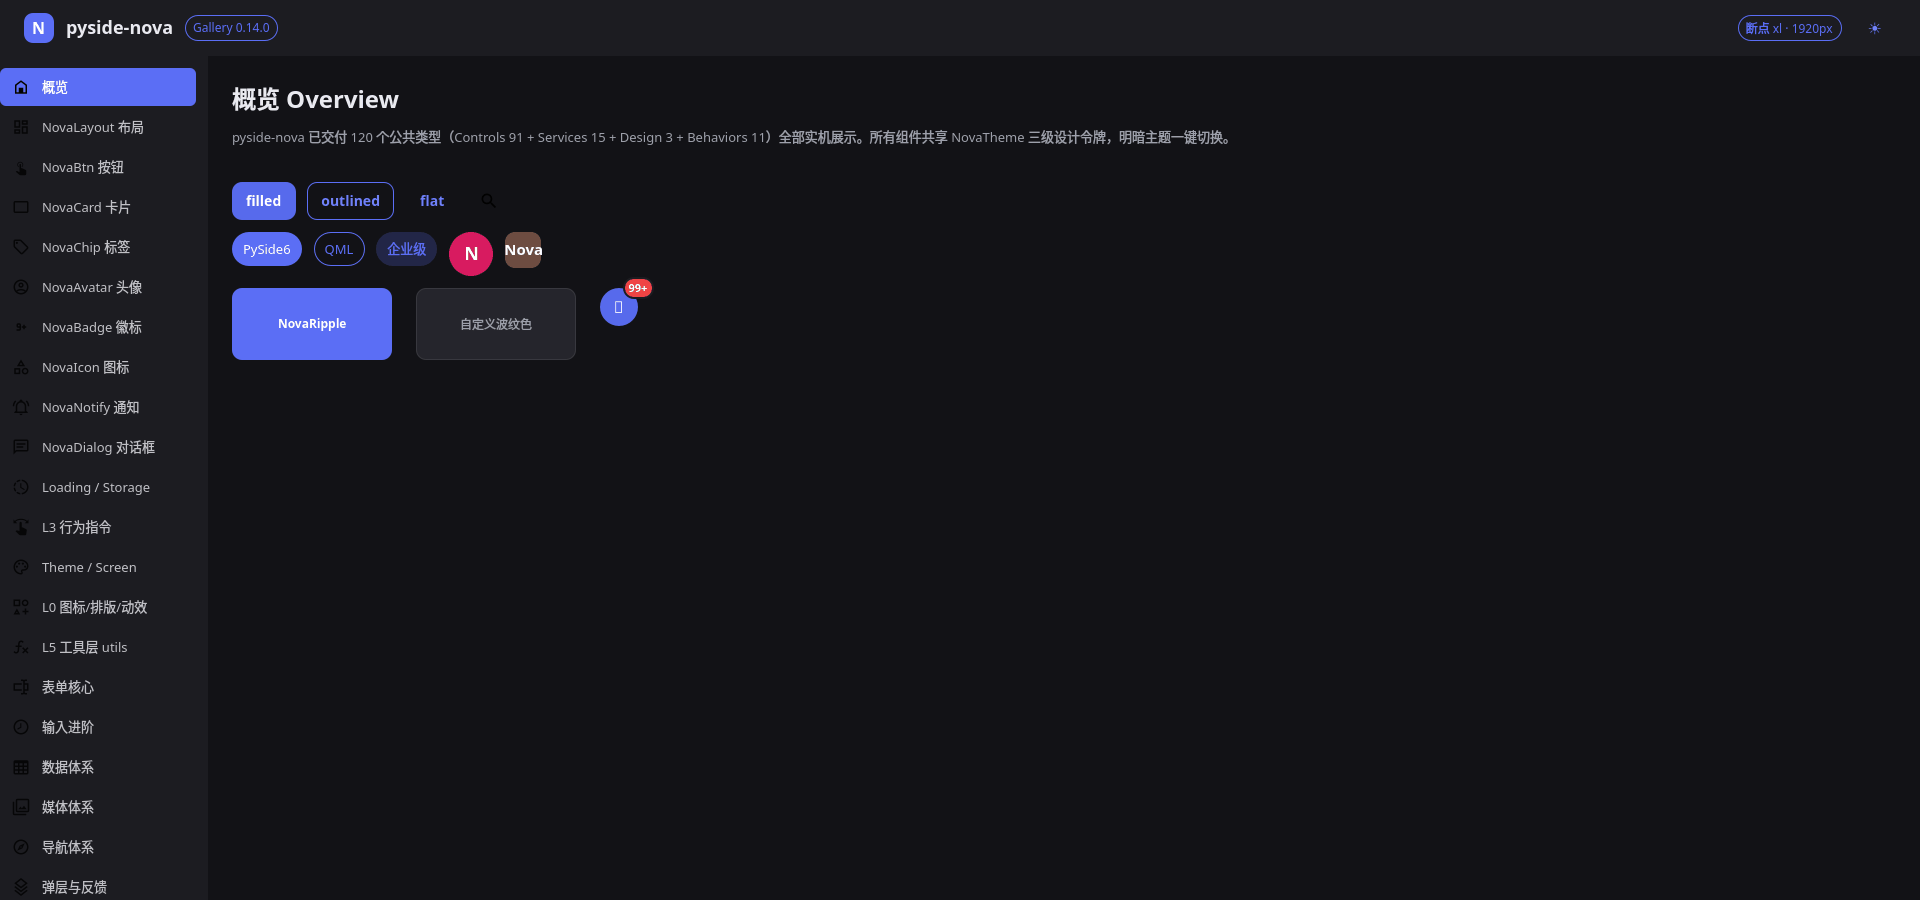 N pyside-nova Gallery 0.14.0
断点 xl · 1920px
概览
NovaLayout 布局
NovaBtn 按钮
NovaCard 卡片
NovaChip 标签
NovaAvatar 头像
NovaBadge 徽标
NovaIcon 图标
NovaNotify 通知
NovaDialog 对话框
Loading / Storage
L3 行为指令
Theme / Screen
L0 图标/排版/动效
L5 工具层 utils
表单核心
输入进阶
数据体系
媒体体系
导航体系
弹层与反馈
概览 Overview
pyside-nova 已交付 120 个公共类型（Controls 91 + Services 15 + Design 3 + Behaviors 11）全部实机展示。所有组件共享 NovaTheme 三级设计令牌，明暗主题一键切换。
filled outlined flat
PySide6 QML 企业级 N Nova
99+
NovaRipple 自定义波纹色